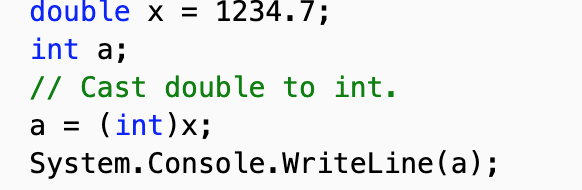 double x = 1234.7;
int a;
// Cast double to int.
a = (int)x;
System.Console.WriteLine(a);